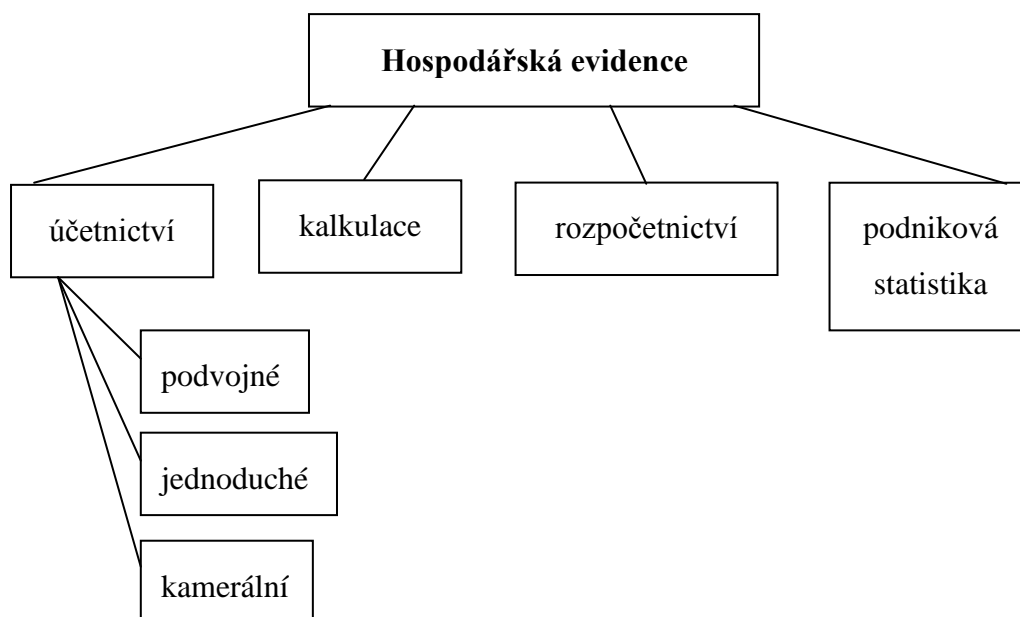 Hospodářská evidence
účetnictví
kalkulace
rozpočetnictví
podniková
statistika
podvojné
jednoduché
kamerální